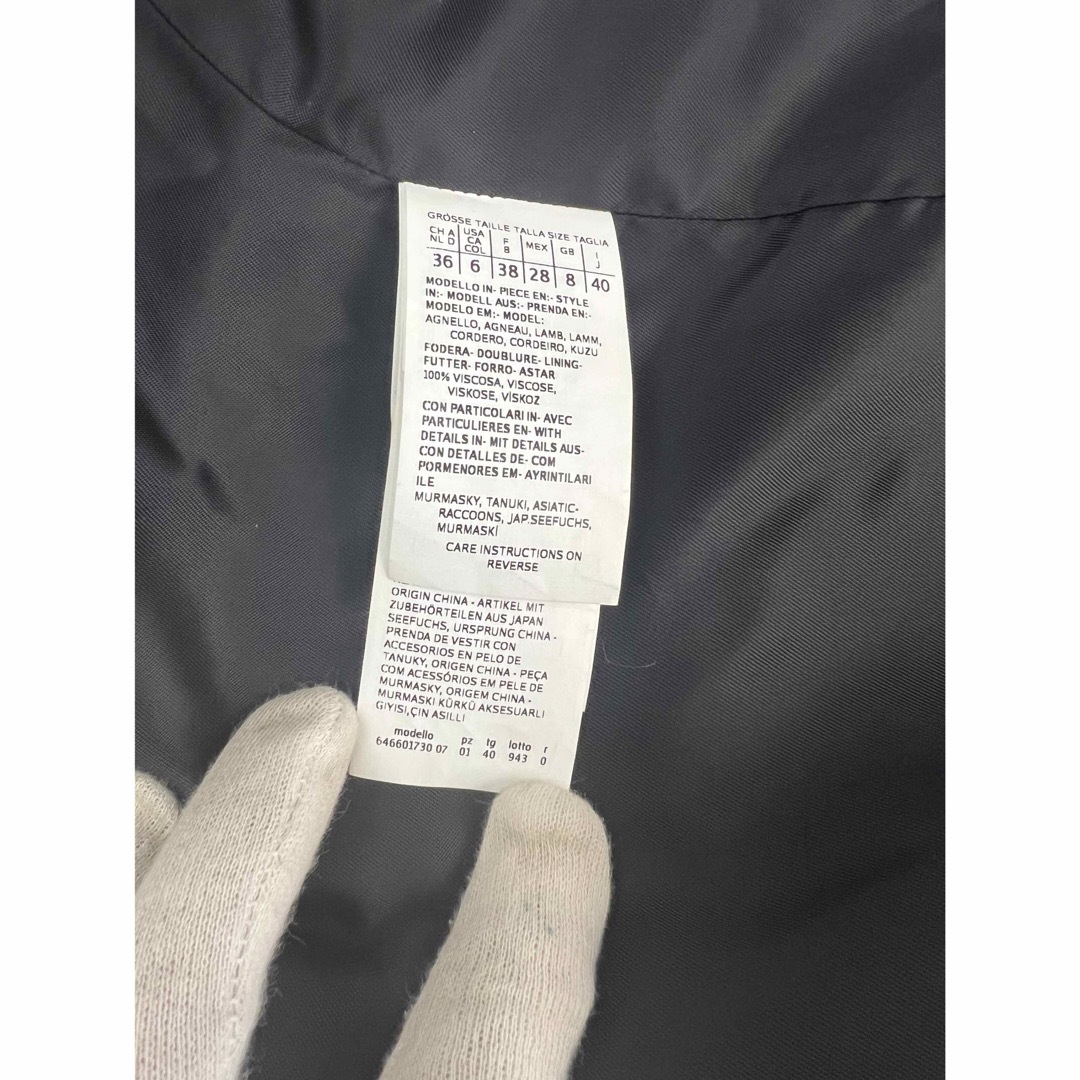 GRÖSSE TAILLE TALLA SIZE TAGLIA
CH A USA F MEX GB I
NL D CA B J
COL
36 6 38 28 8 40
MODELLO IN- PIECE EN:- STYLE
IN:- MODELL AUS:- PRENDA EN:-
MODELO EM:- MODEL:
AGNELLO, AGNEAU, LAMB, LAMM,
CORDERO, CORDEIRO, KUZU
FODERA- DOUBLURE- LINING-
FUTTER- FORRO- ASTAR
100% VISCOSA, VISCOSE,
VISKOSE, VİSKOZ
CON PARTICOLARI IN- AVEC
PARTICULIERES EN- WITH
DETAILS IN- MIT DETAILS AUS-
CON DETALLES DE- COM
PORMENORES EM- AYRINTILARI
ILE
MURMASKY, TANUKI, ASIATIC-
RACCOONS, JAP.SEEFUCHS,
MURMASKİ
CARE INSTRUCTIONS ON
REVERSE
ORIGIN CHINA - ARTIKEL MIT
ZUBEHÖRTEILEN AUS JAPAN
SEEFUCHS, URSPRUNG CHINA -
PRENDA DE VESTIR CON
ACCESORIOS EN PELO DE
TANUKY, ORIGEN CHINA - PEÇA
COM ACESSÓRIOS EM PELE DE
MURMASKY, ORIGEM CHINA -
MURMASKI KÜRKÜ AKSESUARLI
GIYISI,ÇIN ASILLI
modello pz tg lotto r
646601730 07 01 40 943 0